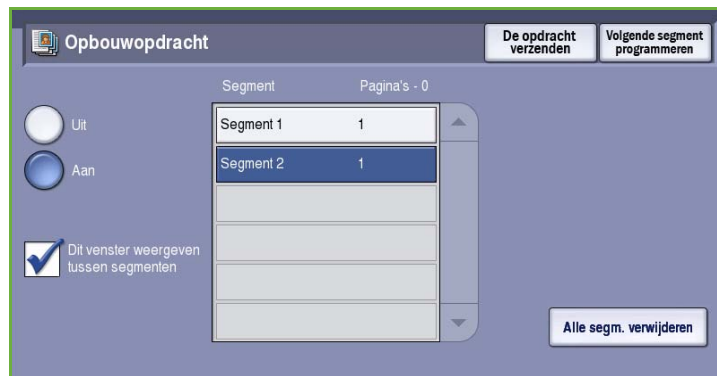 Opbouwopdracht
De opdracht
verzenden
Volgende segment
programmeren
Segment Pagina's - 0
Uit
Aan
Segment 1 1
Segment 2 1
Dit venster weergeven
tussen segmenten
Alle segm. verwijderen